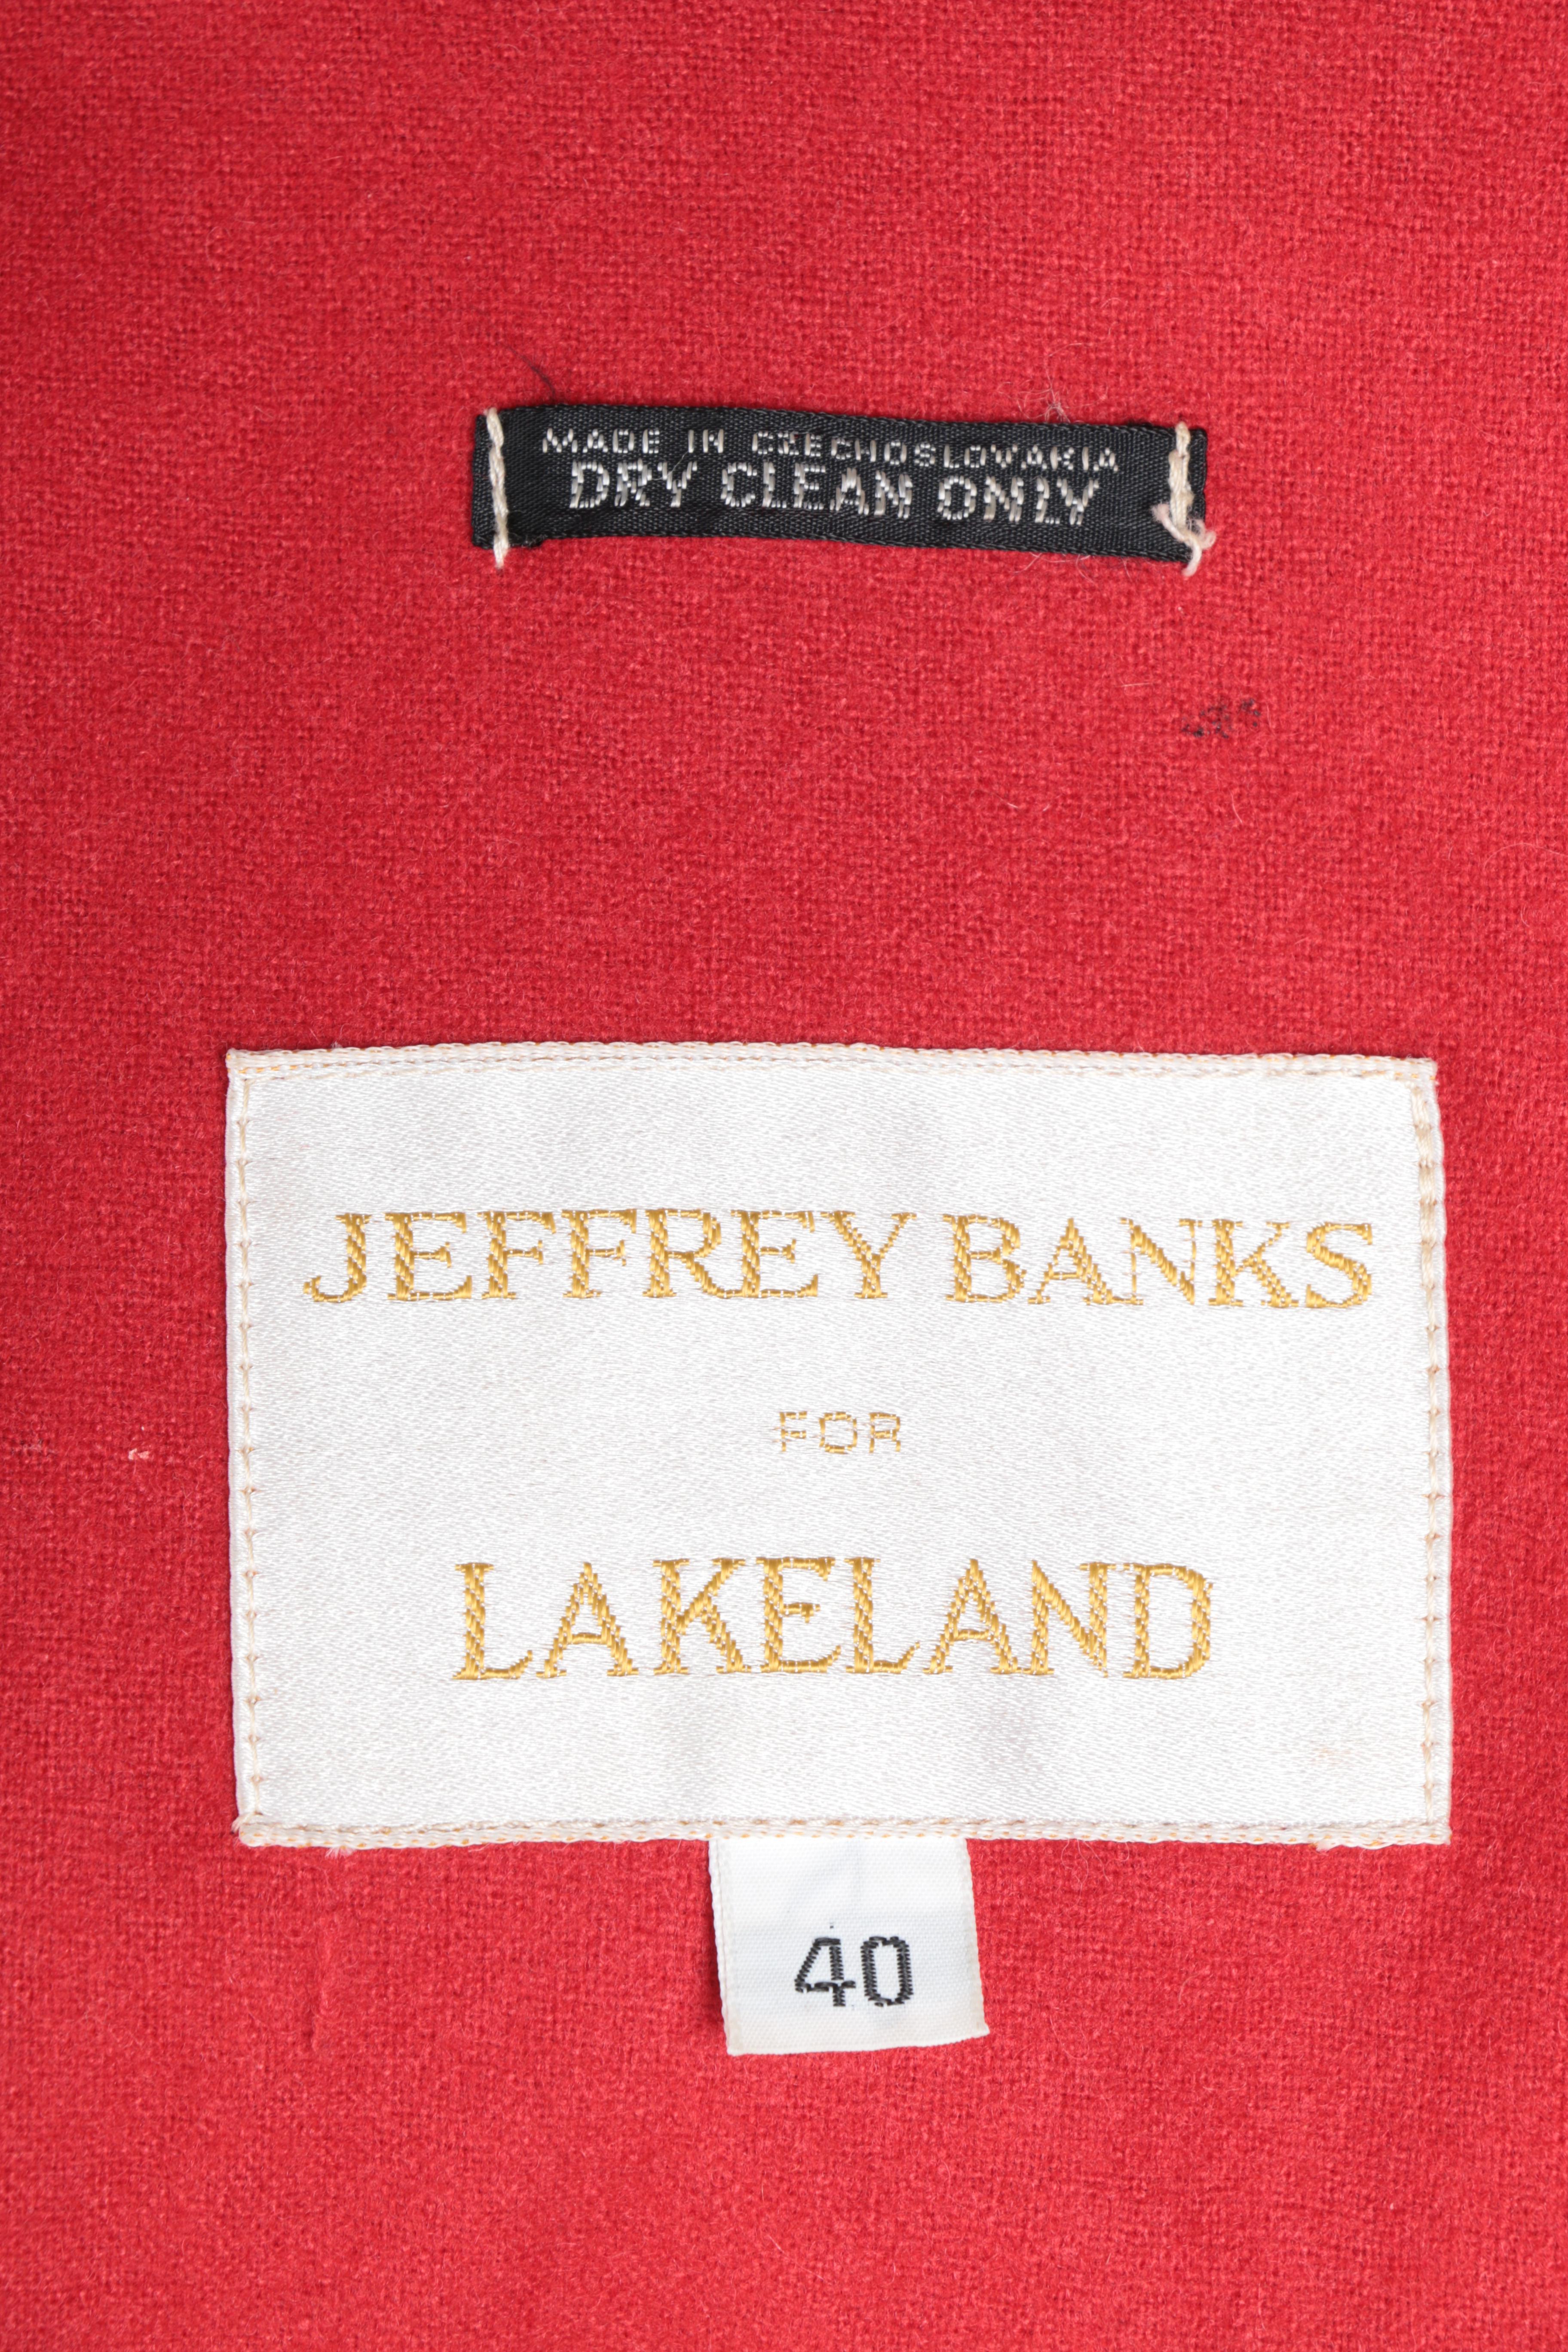 MADE IN CZECHOSLOVAKIA
DRY CLEAN ONLY
JEFFREY BANKS
FOR
LAKELAND
40